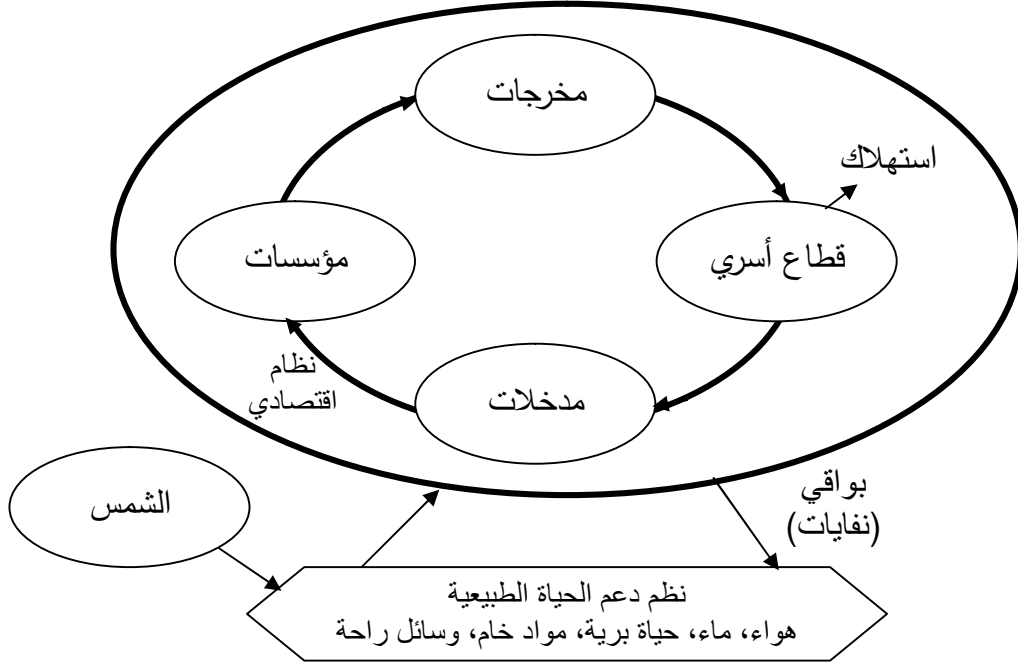 مخرجات
استهلاك
مؤسسات
قطاع أسري
نظام
اقتصادي
مدخلات
الشمس
بواقي
(نفايات)
نظم دعم الحياة الطبيعية
هواء، ماء، حياة برية، مواد خام، وسائل راحة